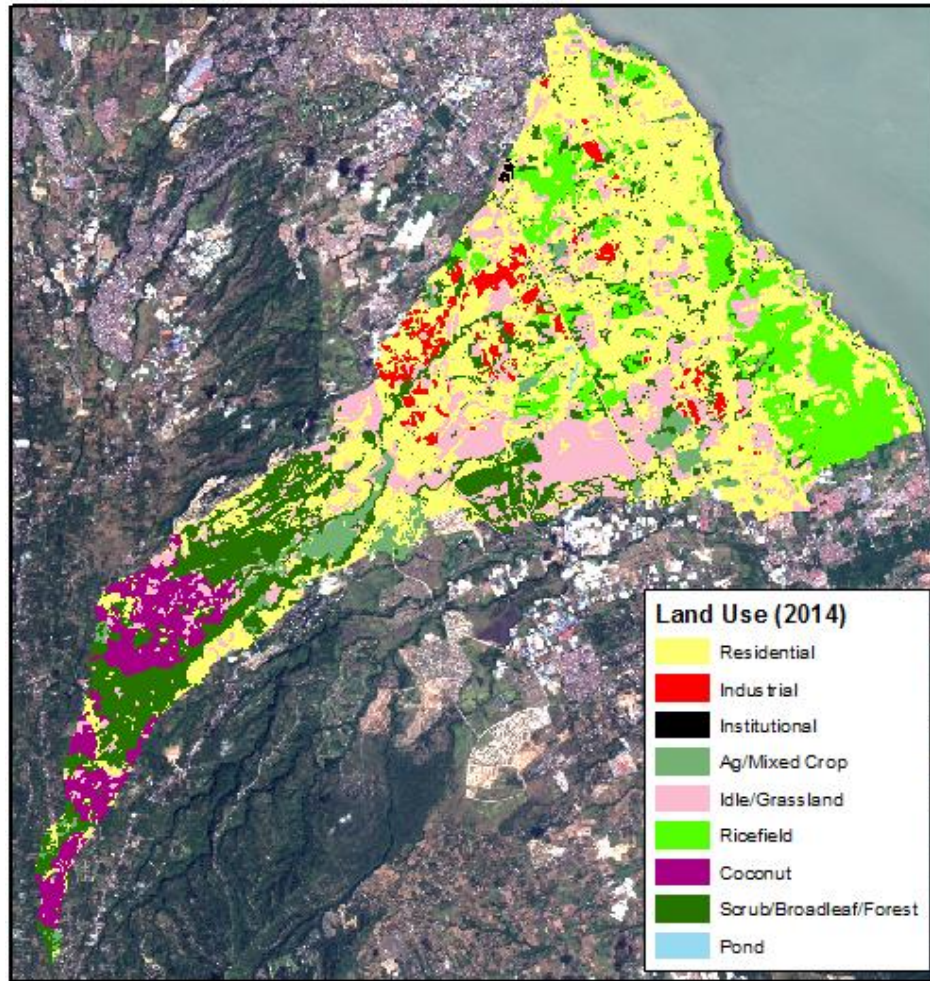 Land Use (2014)
Residential
Industrial
Institutional
Ag/Mixed Crop
Idle/Grassland
Ricefield
Coconut
Scrub/Broadleaf/Forest
Pond